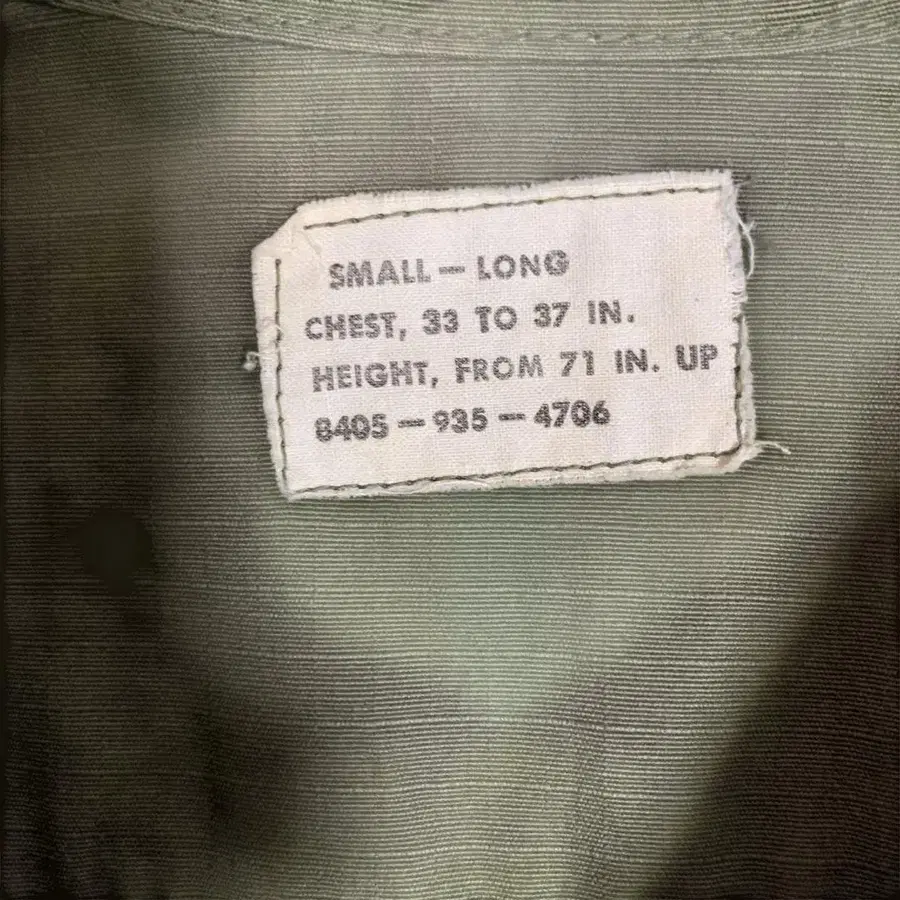 SMALL — LONG
CHEST, 33 TO 37 IN.
HEIGHT, FROM 71 IN. UP
8405 — 935 — 4706